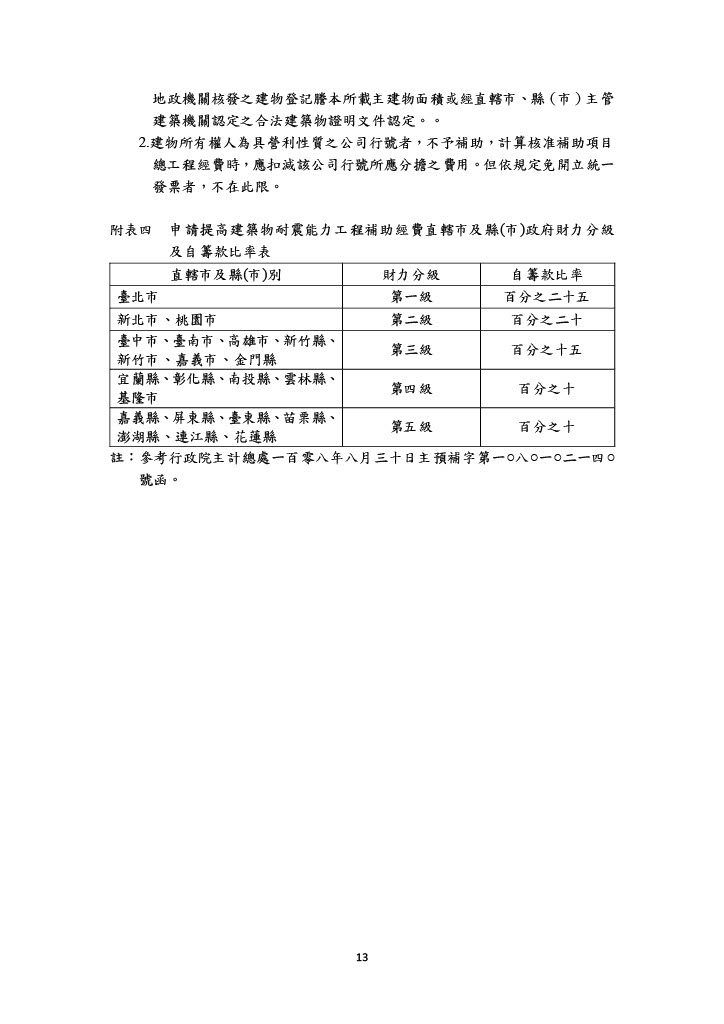 地政機關核發之建物登記謄本所載主建物面積或經直轄市、縣（市）主管
建築機關認定之合法建築物證明文件認定。。
2.建物所有權人為具營利性質之公司行號者，不予補助，計算核准補助項目
總工程經費時，應扣減該公司行號所應分擔之費用。但依規定免開立統一
發票者，不在此限。
附表四 申請提高建築物耐震能力工程補助經費直轄市及縣(市)政府財力分級
及自籌款比率表
直轄市及縣(市)別 財力分級 自籌款比率
臺北市 第一級 百分之二十五
新北市、桃園市 第二級 百分之二十
臺中市、臺南市、高雄市、新竹縣、
新竹市、嘉義市、金門縣 第三級 百分之十五
宜蘭縣、彰化縣、南投縣、雲林縣、
基隆市 第四級 百分之十
嘉義縣、屏東縣、臺東縣、苗栗縣、
澎湖縣、連江縣、花蓮縣 第五級 百分之十
註：參考行政院主計總處一百零八年八月三十日主預補字第一○八○一○二一四○
號函。
13